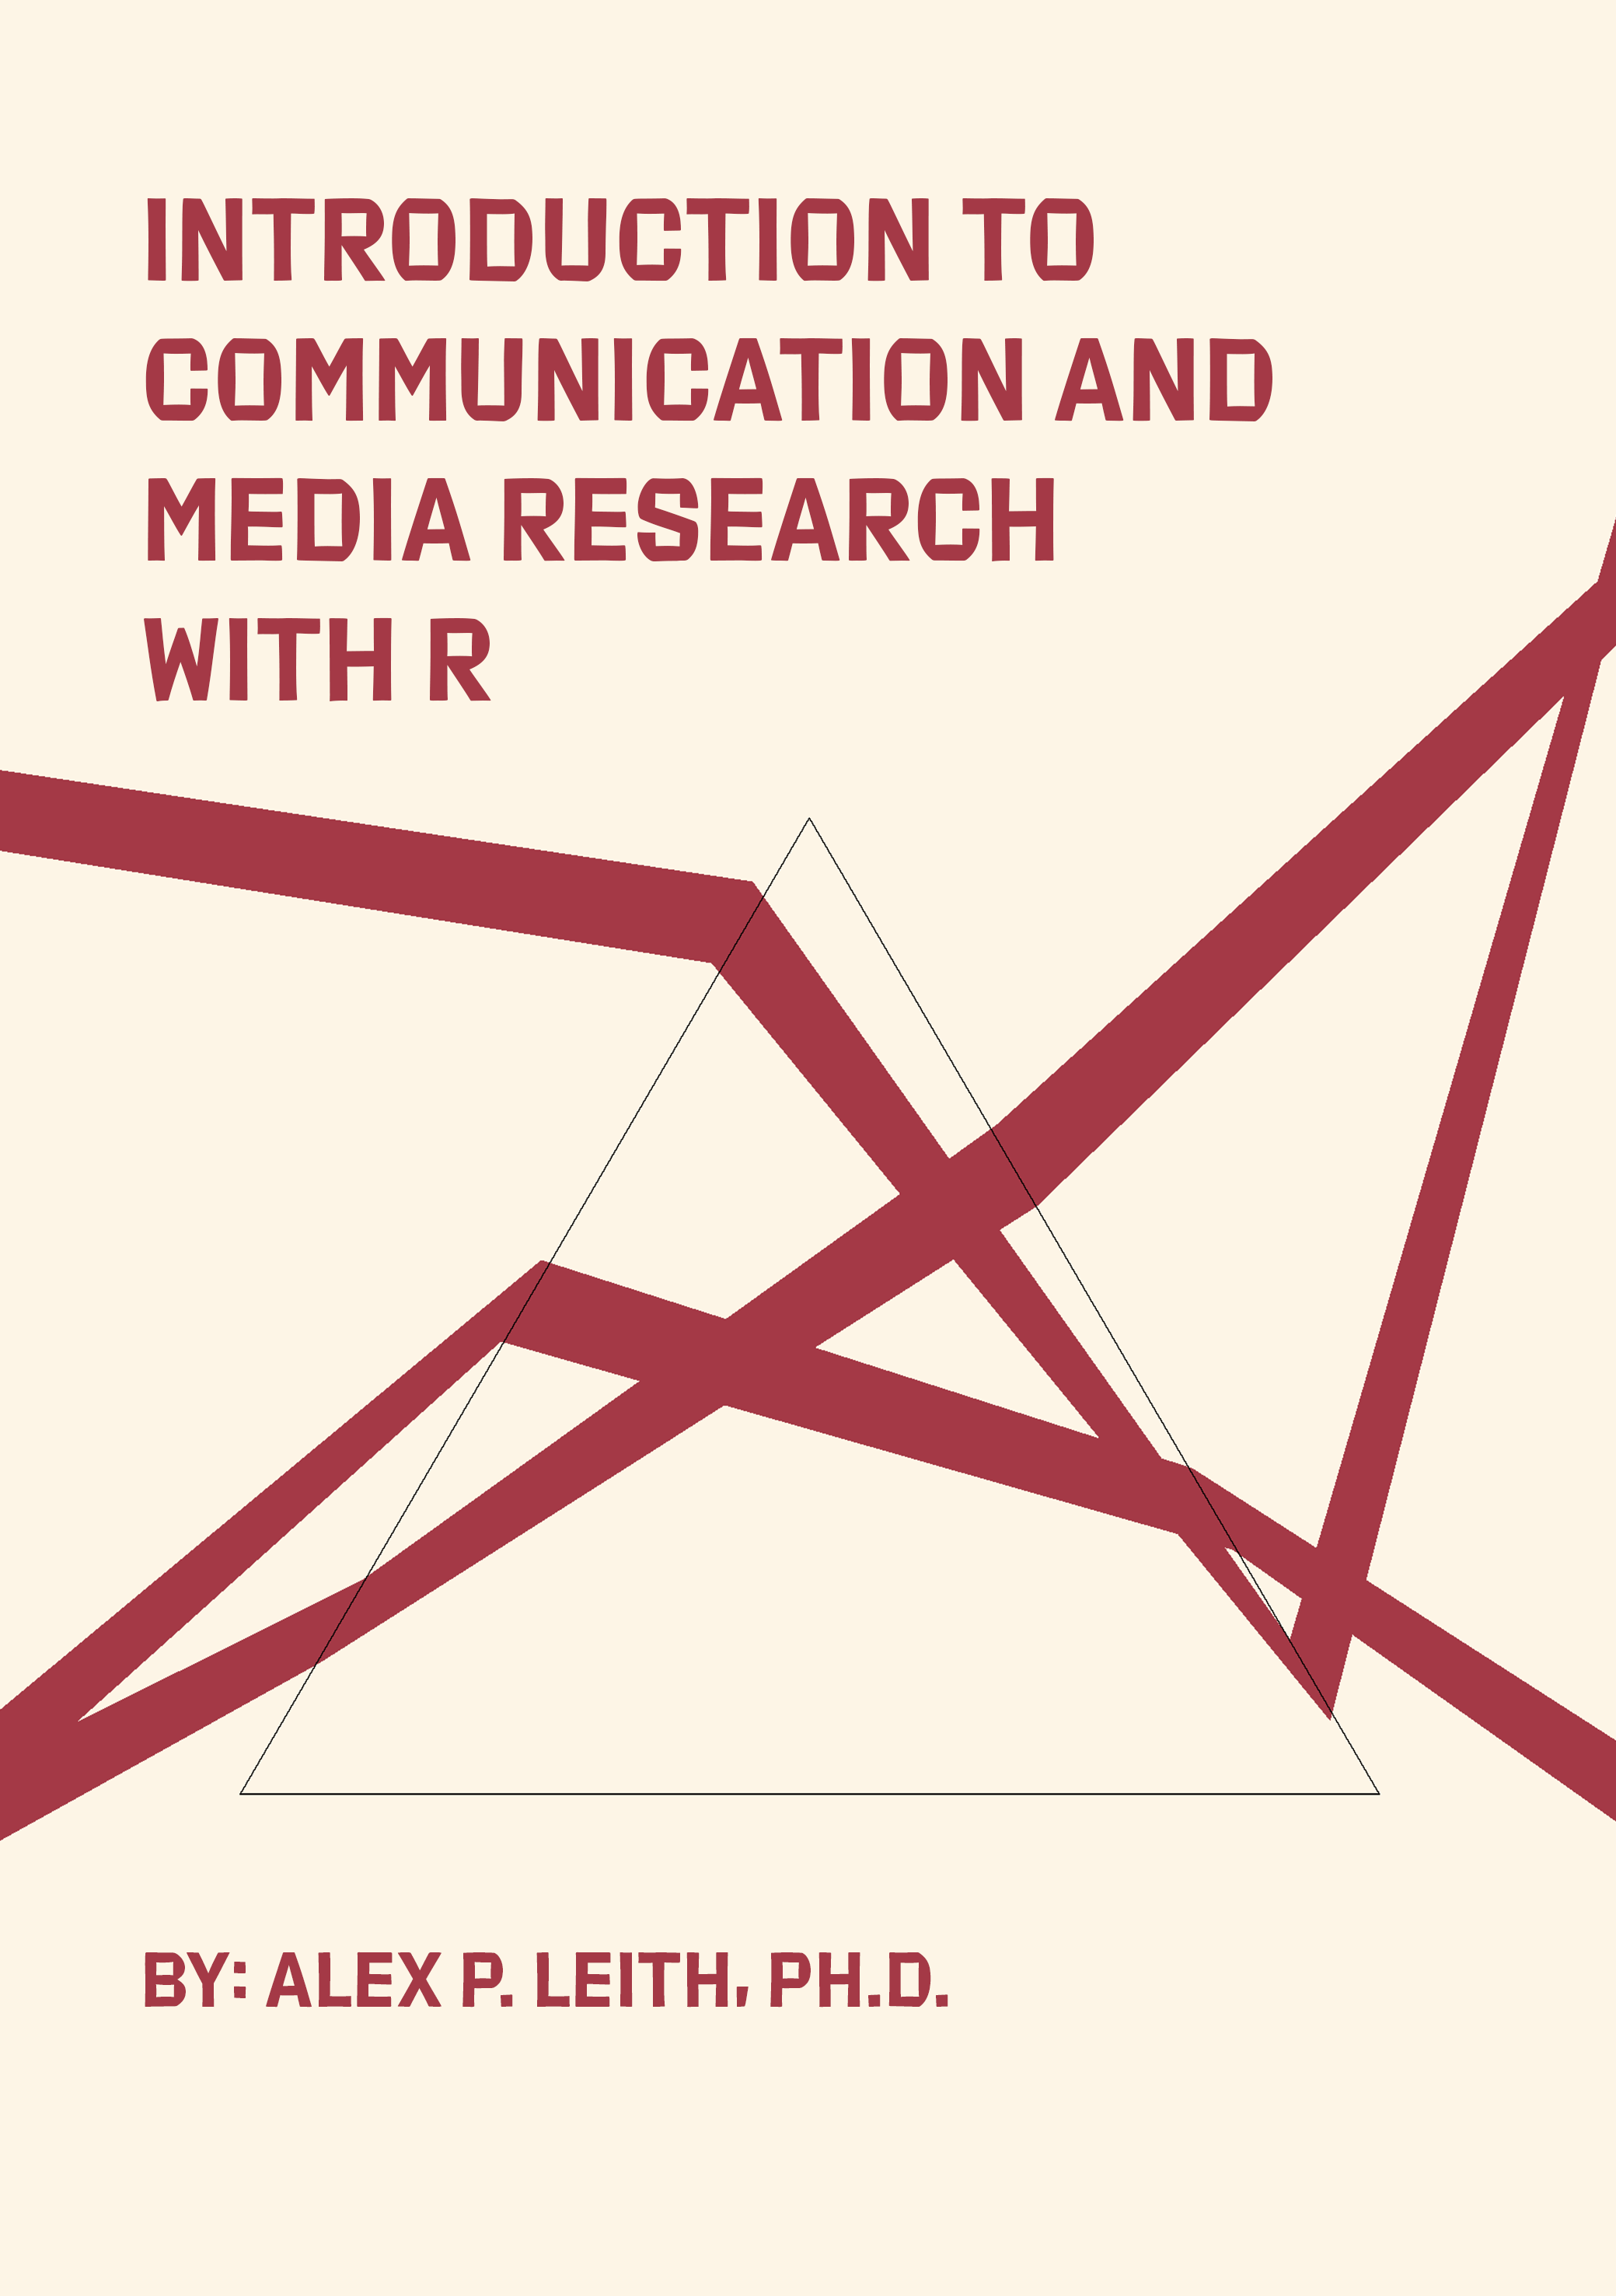 INTRODUCTION TO
COMMUNICATION AND
MEDIA RESEARCH
WITH R
BY: ALEX P. LEITH, PH.D.